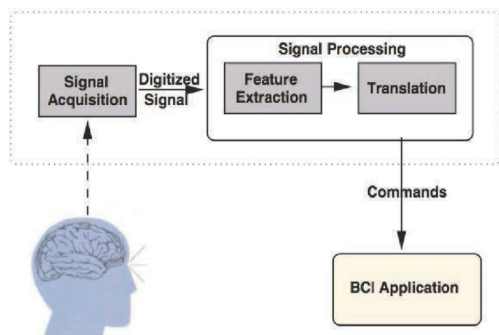 Signal Processing
Signal
Acquisition
Digitized
Signal
Feature
Extraction
Translation
Commands
BCI Application